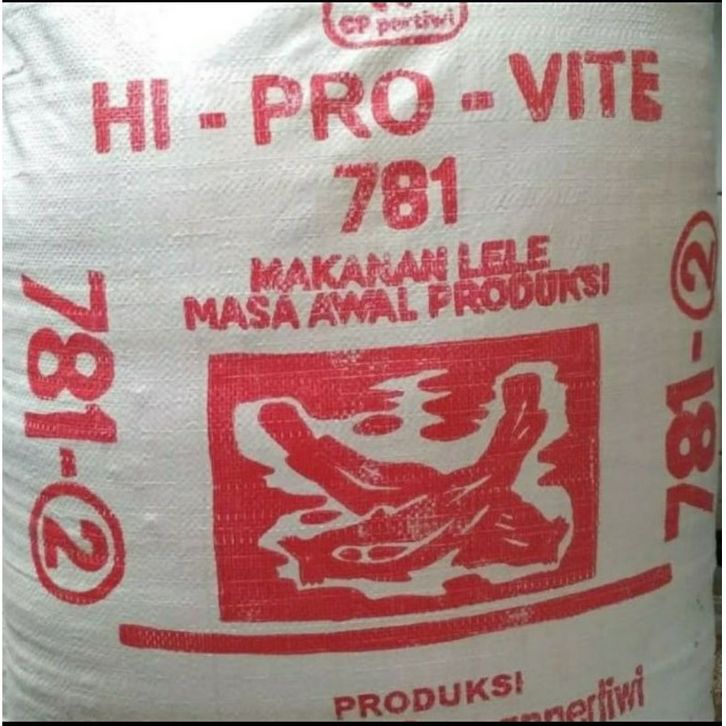 CP pertiwi
HI - PRO - VITE
781
MAKANAN LELE
MASA AWAL PRODUKSI
781-2
781-2
PRODUKSI